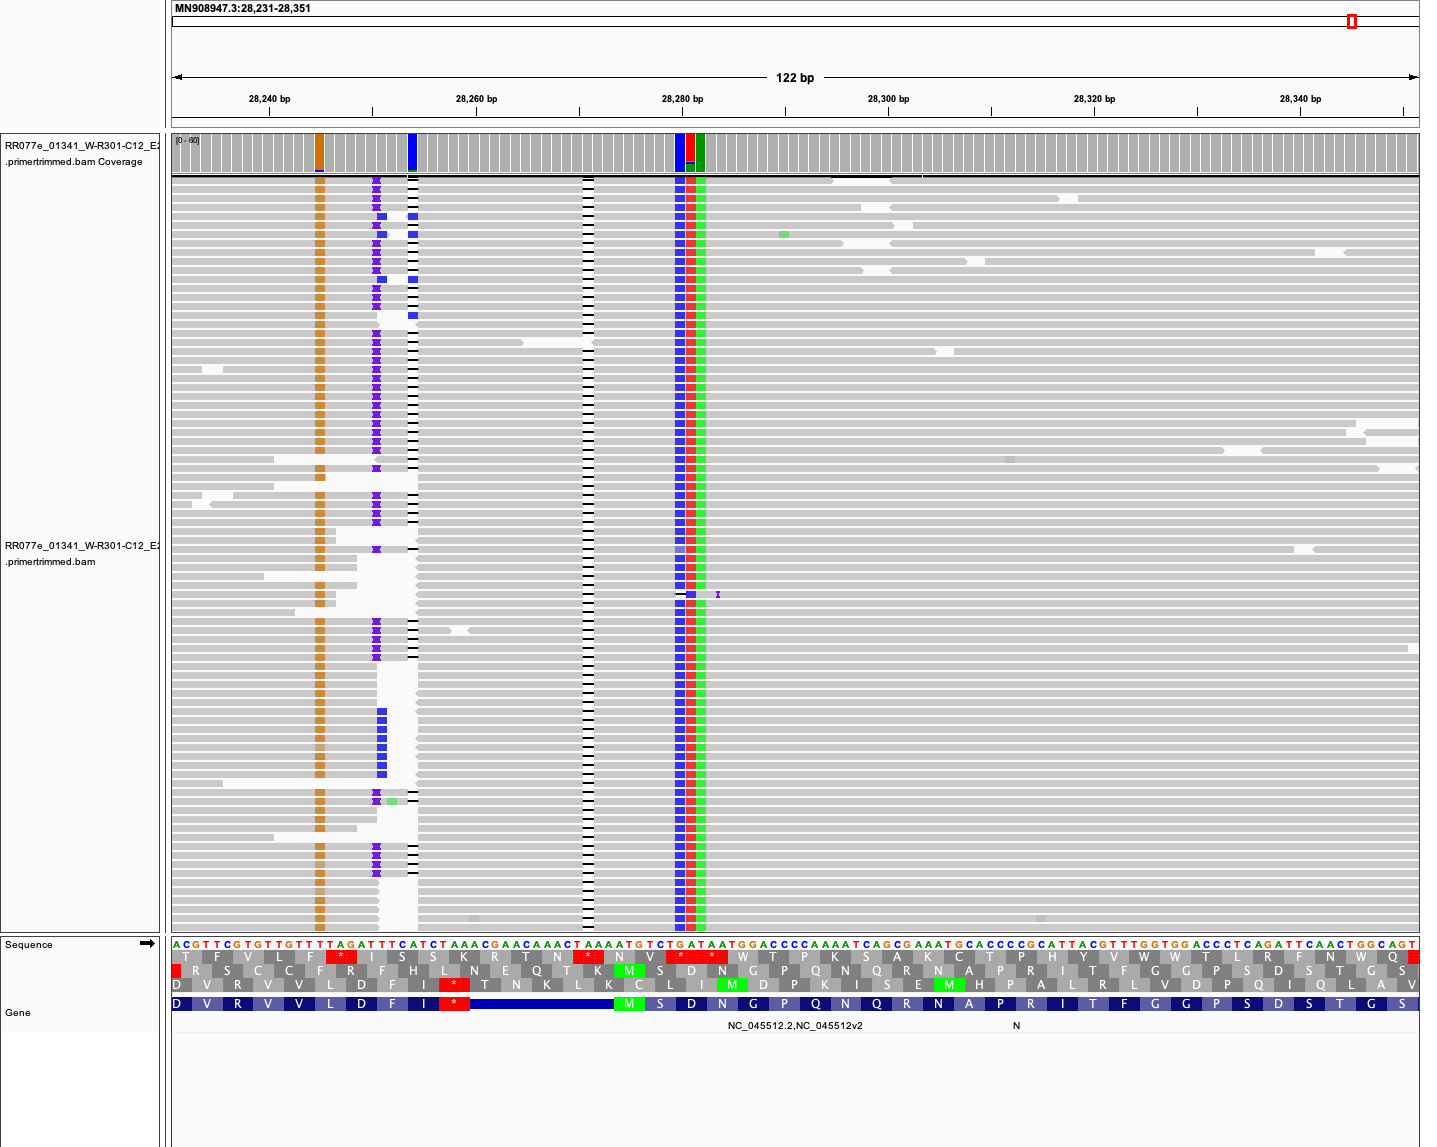 MN908947.3:28,231-28,351
122 bp
28,240 bp 28,260 bp 28,280 bp 28,300 bp 28,320 bp 28,340 bp
RR077e_01341_W-R301-C12_E2
.primertrimmed.bam Coverage
[0 - 60]
RR077e_01341_W-R301-C12_E2
.primertrimmed.bam
Sequence
ACGTTCGTGTTGTTTTAGATTTCATCTAAACGAACAAACTAAAATGTCTGATAATGGACCCCAAAATCAGCGAAATGCACCCCGCATTACGTTTGGTGGACCCTCAGATTCAACTGGCAGT
T F V L F * I S S K R T N * N V * * W T P K S A K C T P H Y V W W T L R F N W Q
R S C C F R F H L N E Q T K M S D N G P Q N Q R N A P R I T F G G P S D S T G S
D V R V V L D F I * T N K L K C L I M D P K I S E M H P A L R L V D P Q I Q L A V
Gene
D V R V V L D F I * M S D N G P Q N Q R N A P R I T F G G P S D S T G S
NC_045512.2,NC_045512v2 N